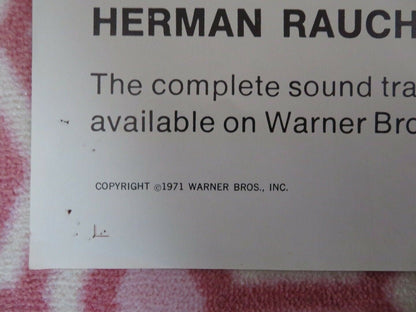 HERMAN RAUCH
The complete sound tra
available on Warner Bro
COPYRIGHT ©1971 WARNER BROS., INC.